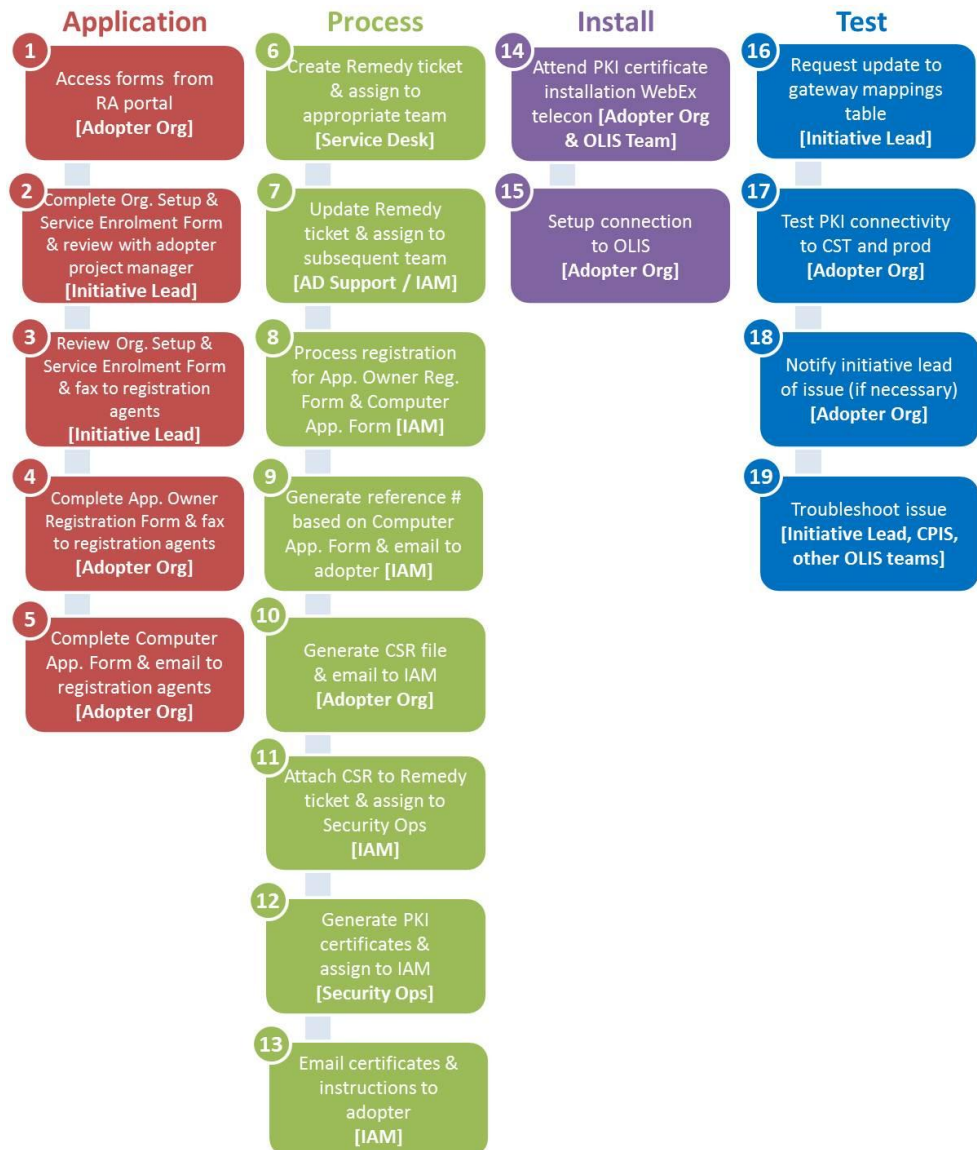 Application
1
Access forms from
RA portal
[Adopter Org]
2
Complete Org. Setup &
Service Enrolment Form
& review with adopter
project manager
[Initiative Lead]
3
Review Org. Setup &
Service Enrolment Form
& fax to registration
agents
[Initiative Lead]
4
Complete App. Owner
Registration Form & fax
to registration agents
[Adopter Org]
5
Complete Computer
App. Form & email to
registration agents
[Adopter Org]
Process
6
Create Remedy ticket
& assign to
appropriate team
[Service Desk]
7
Update Remedy
ticket & assign to
subsequent team
[AD Support / IAM]
8
Process registration
for App. Owner Reg.
Form & Computer
App. Form [IAM]
9
Generate reference #
based on Computer
App. Form & email to
adopter [IAM]
10
Generate CSR file
& email to IAM
[Adopter Org]
11
Attach CSR to Remedy
ticket & assign to
Security Ops
[IAM]
12
Generate PKI
certificates &
assign to IAM
[Security Ops]
13
Email certificates &
instructions to
adopter
[IAM]
Install
14
Attend PKI certificate
installation WebEx
telecon [Adopter Org
& OLIS Team]
15
Setup connection
to OLIS
[Adopter Org]
Test
16
Request update to
gateway mappings
table
[Initiative Lead]
17
Test PKI connectivity
to CST and prod
[Adopter Org]
18
Notify initiative lead
of issue (if necessary)
[Adopter Org]
19
Troubleshoot issue
[Initiative Lead, CPIS,
other OLIS teams]